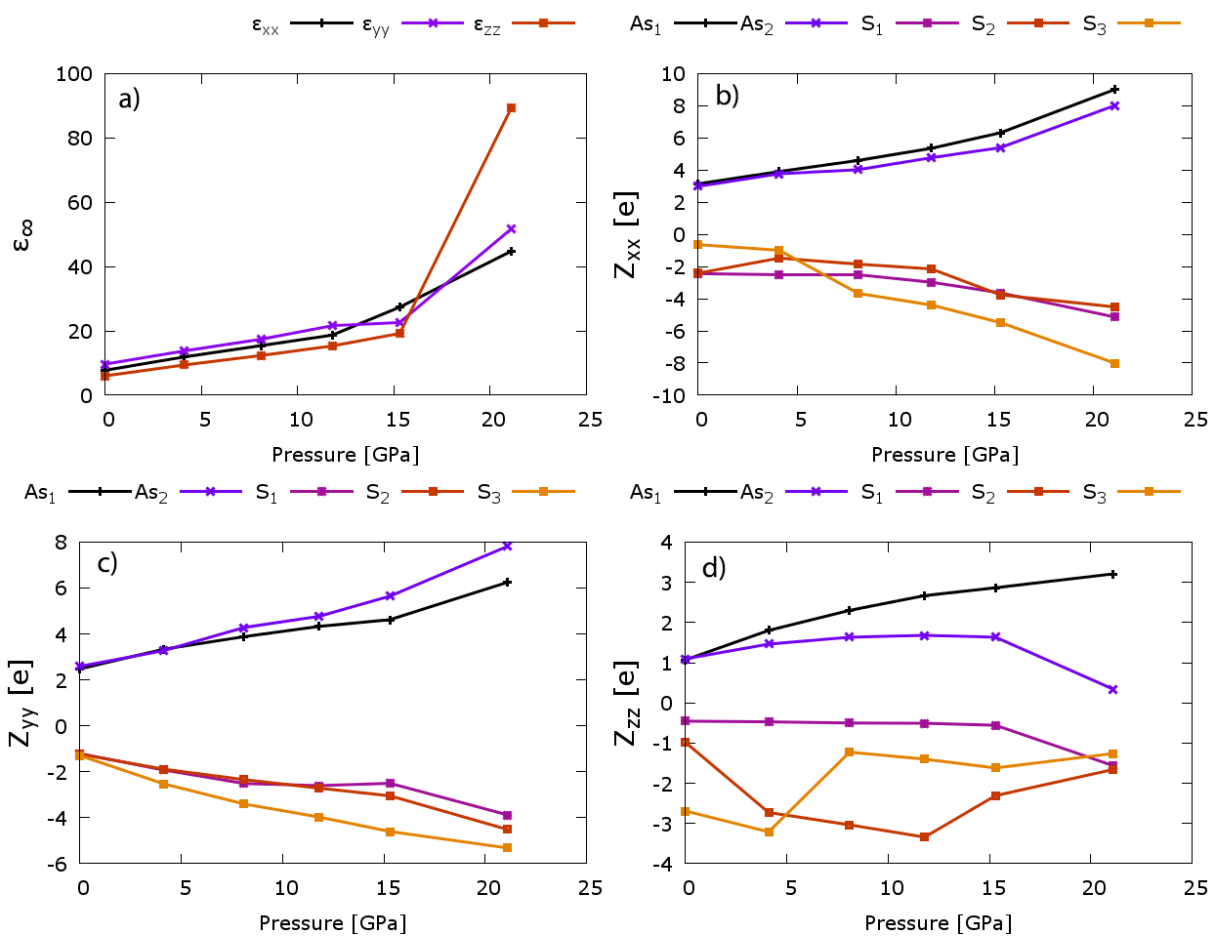 εxx εyy εzz
a)
100
80
60
40
20
0
ε∞
0 5 10 15 20 25
Pressure [GPa]
As1 As2 S1 S2 S3
b)
10
8
6
4
2
0
-2
-4
-6
-8
-10
Zxx [e]
0 5 10 15 20 25
Pressure [GPa]
As1 As2 S1 S2 S3
c)
8
6
4
2
0
-2
-4
-6
Zyy [e]
0 5 10 15 20 25
Pressure [GPa]
As1 As2 S1 S2 S3
d)
4
3
2
1
0
-1
-2
-3
-4
Zzz [e]
0 5 10 15 20 25
Pressure [GPa]